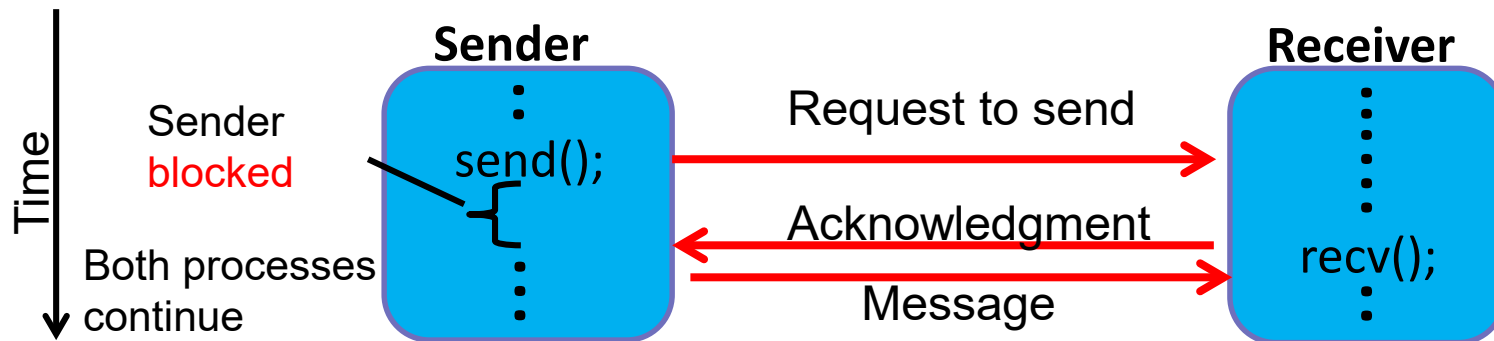 Sender
Receiver
Time
Sender
blocked
send();
Request to send
Acknowledgment
recv();
Both processes
continue
Message